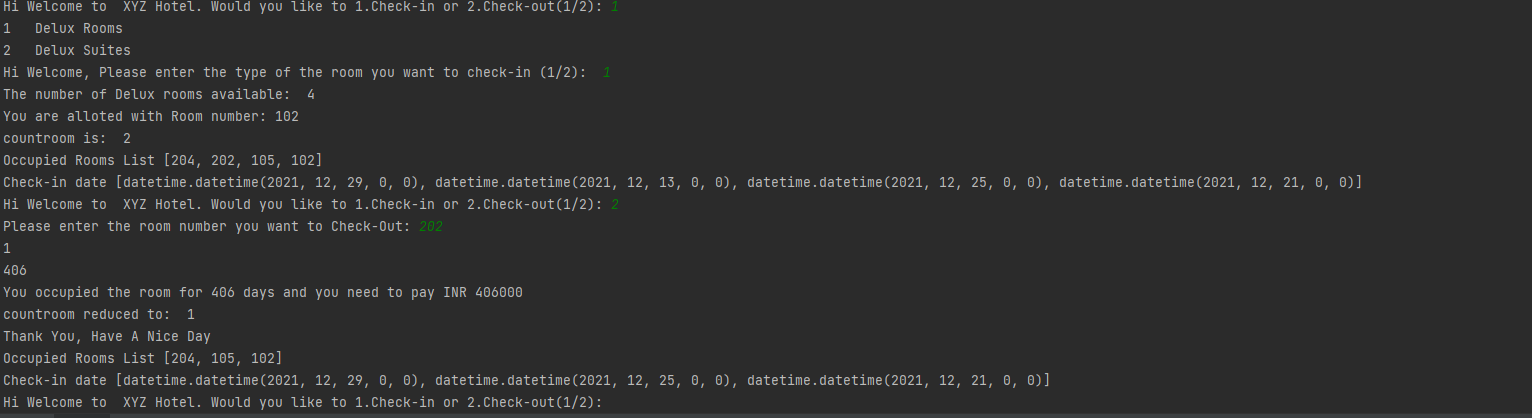 Hi Welcome to  XYZ Hotel. Would you like to 1.Check-in or 2.Check-out(1/2): 1
1   Delux Rooms
2   Delux Suites
Hi Welcome, Please enter the type of the room you want to check-in (1/2):  1
The number of Delux rooms available:  4
You are alloted with Room number: 102
countroom is:  2
Occupied Rooms List [204, 202, 105, 102]
Check-in date [datetime.datetime(2021, 12, 29, 0, 0), datetime.datetime(2021, 12, 13, 0, 0), datetime.datetime(2021, 12, 25, 0, 0), datetime.datetime(2021, 12, 21, 0, 0)]
Hi Welcome to  XYZ Hotel. Would you like to 1.Check-in or 2.Check-out(1/2): 2
Please enter the room number you want to Check-Out: 202
1
406
You occupied the room for 406 days and you need to pay INR 406000
countroom reduced to:  1
Thank You, Have A Nice Day
Occupied Rooms List [204, 105, 102]
Check-in date [datetime.datetime(2021, 12, 29, 0, 0), datetime.datetime(2021, 12, 25, 0, 0), datetime.datetime(2021, 12, 21, 0, 0)]
Hi Welcome to  XYZ Hotel. Would you like to 1.Check-in or 2.Check-out(1/2):